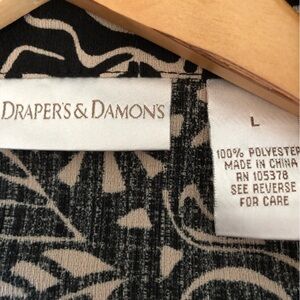 DRAPER'S & DAMON'S
L
100% POLYESTER
MADE IN CHINA
RN 105378
SEE REVERSE
FOR CARE